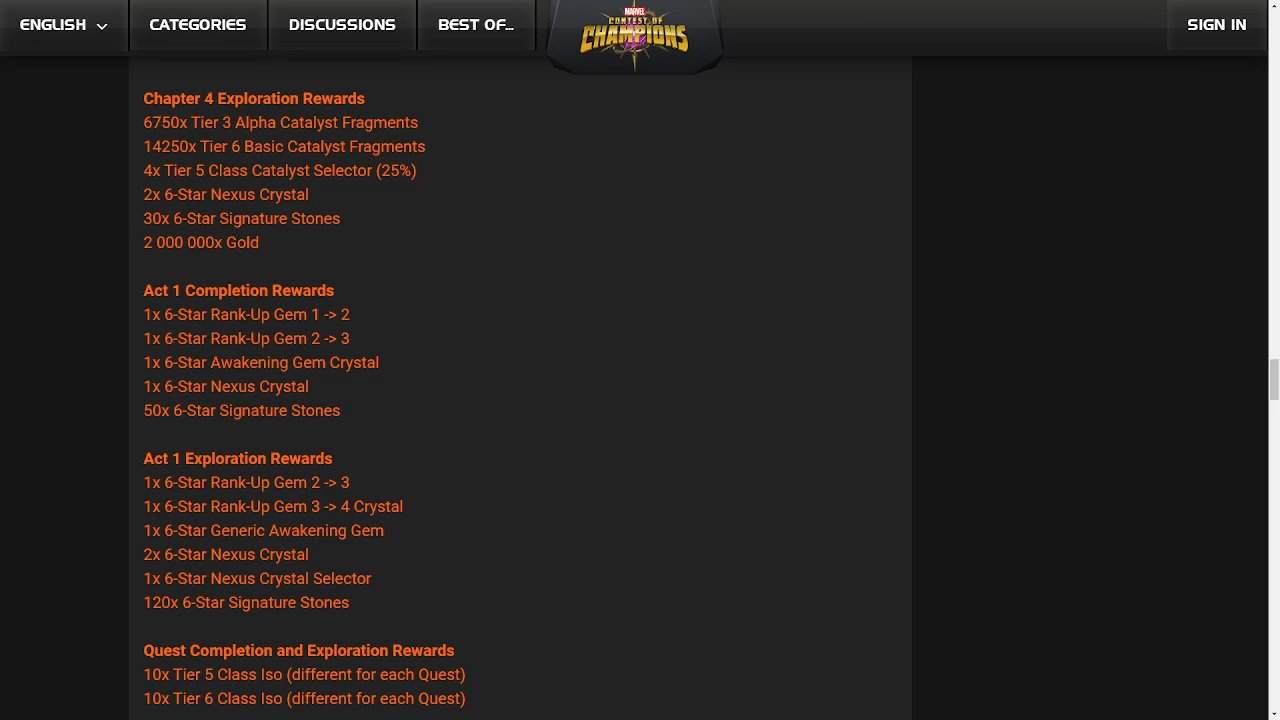 ENGLISH
CATEGORIES
DISCUSSIONS
BEST OF...
MARVEL
CONTEST OF
CHAMPIONS
SIGN IN
Chapter 4 Exploration Rewards
6750x Tier 3 Alpha Catalyst Fragments
14250x Tier 6 Basic Catalyst Fragments
4x Tier 5 Class Catalyst Selector (25%)
2x 6-Star Nexus Crystal
30x 6-Star Signature Stones
2 000 000x Gold
Act 1 Completion Rewards
1x 6-Star Rank-Up Gem 1 -> 2
1x 6-Star Rank-Up Gem 2 -> 3
1x 6-Star Awakening Gem Crystal
1x 6-Star Nexus Crystal
50x 6-Star Signature Stones
Act 1 Exploration Rewards
1x 6-Star Rank-Up Gem 2 -> 3
1x 6-Star Rank-Up Gem 3 -> 4 Crystal
1x 6-Star Generic Awakening Gem
2x 6-Star Nexus Crystal
1x 6-Star Nexus Crystal Selector
120x 6-Star Signature Stones
Quest Completion and Exploration Rewards
10x Tier 5 Class Iso (different for each Quest)
10x Tier 6 Class Iso (different for each Quest)